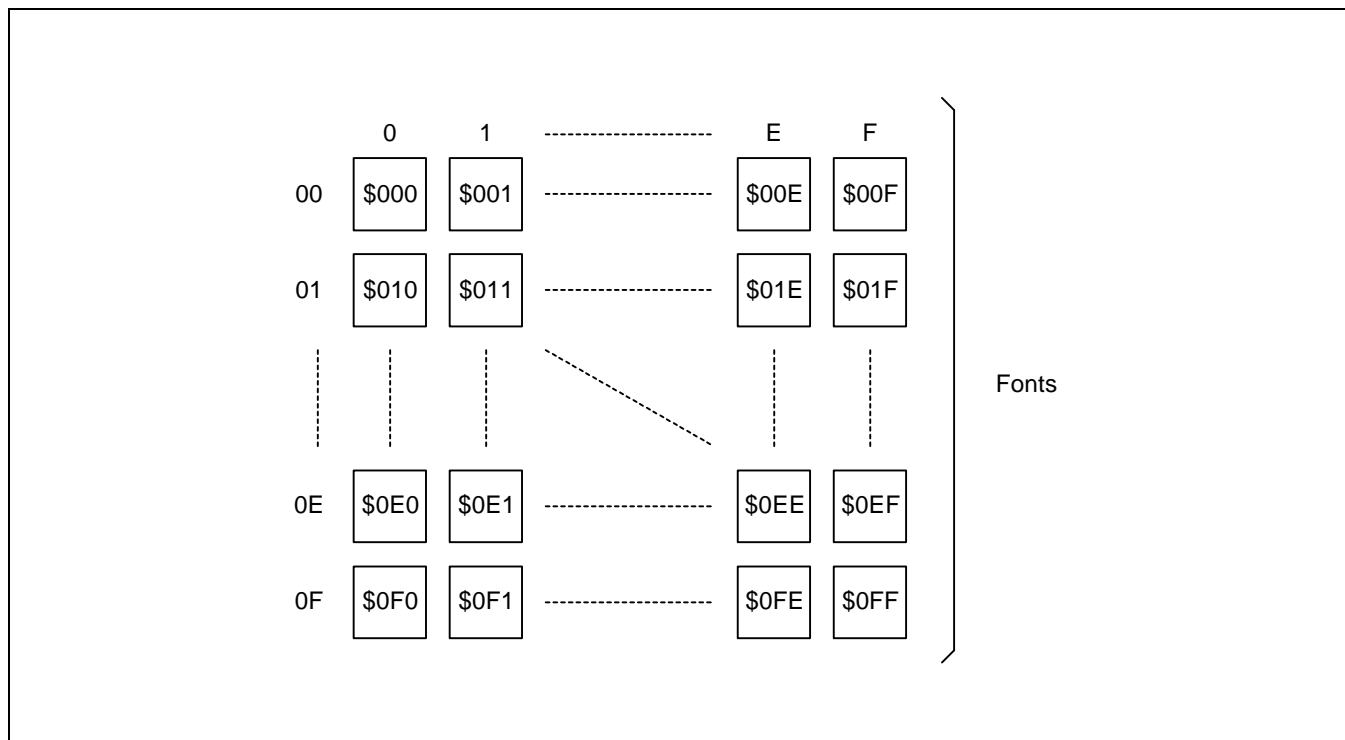 0 1 E F
00 $000 $001 $00E $00F
01 $010 $011 $01E $01F
Fonts
0E $0E0 $0E1 $0EE $0EF
0F $0F0 $0F1 $0FE $0FF